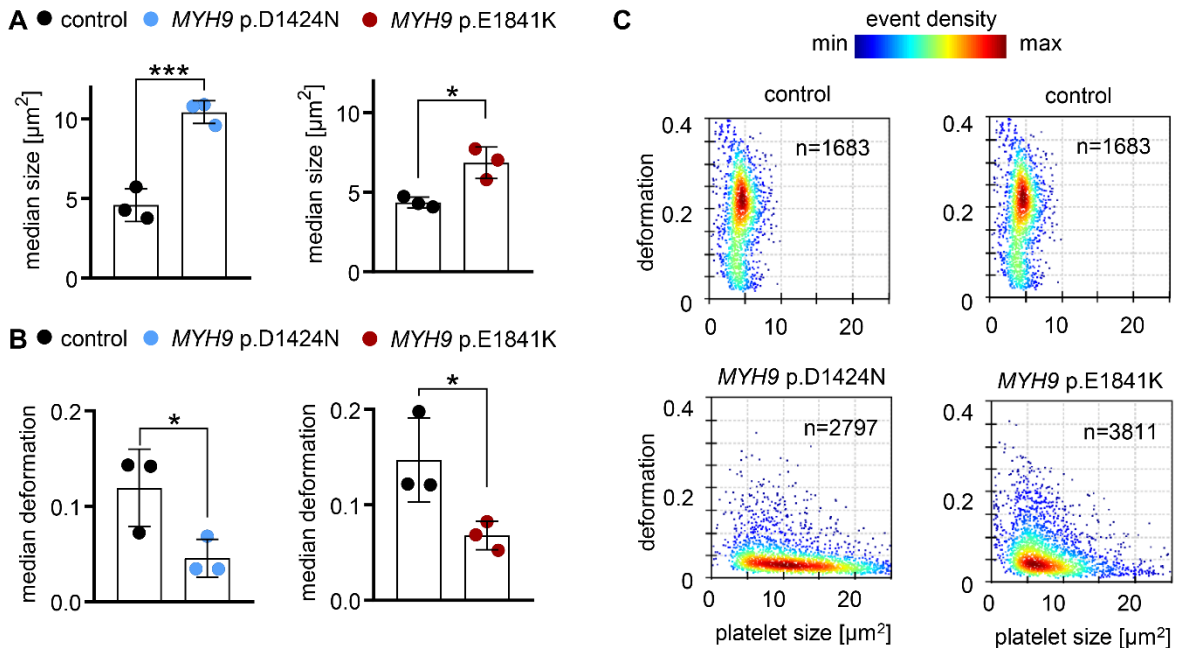 A control MYH9 p.D1424N MYH9 p.E1841K
median size [µm²]
10
5
0
***
median size [µm²]
10
5
0
*
B control MYH9 p.D1424N MYH9 p.E1841K
median deformation
0.2
0.1
0.0
*
median deformation
0.2
0.1
0.0
*
C event density
min max
control
deformation
0.4
0.2
0
n=1683
0 10 20
control
0.4
0.2
0
n=1683
0 10 20
MYH9 p.D1424N
deformation
0.4
0.2
0
n=2797
0 10 20
platelet size [µm²]
MYH9 p.E1841K
0.4
0.2
0
n=3811
0 10 20
platelet size [µm²]